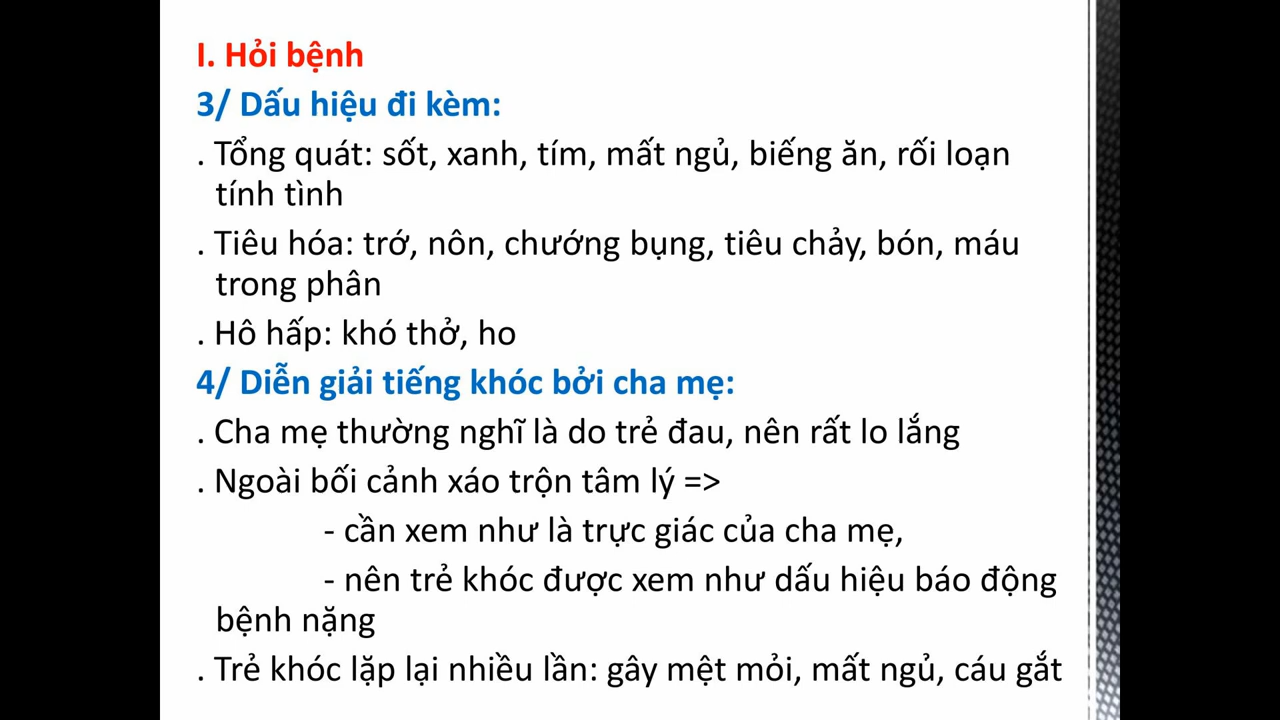 I. Hỏi bệnh
3/ Dấu hiệu đi kèm:
. Tổng quát: sốt, xanh, tím, mất ngủ, biếng ăn, rối loạn
tính tình
. Tiêu hóa: trớ, nôn, chướng bụng, tiêu chảy, bón, máu
trong phân
. Hô hấp: khó thở, ho
4/ Diễn giải tiếng khóc bởi cha mẹ:
. Cha mẹ thường nghĩ là do trẻ đau, nên rất lo lắng
. Ngoài bối cảnh xáo trộn tâm lý =>
- cần xem như là trực giác của cha mẹ,
- nên trẻ khóc được xem như dấu hiệu báo động
bệnh nặng
. Trẻ khóc lặp lại nhiều lần: gây mệt mỏi, mất ngủ, cáu gắt